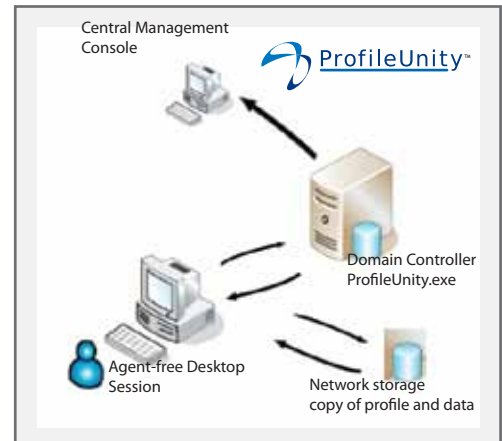 Central Management
Console
ProfileUnity™
Domain Controller
ProfileUnity.exe
Agent-free Desktop
Session
Network storage
copy of profile and data